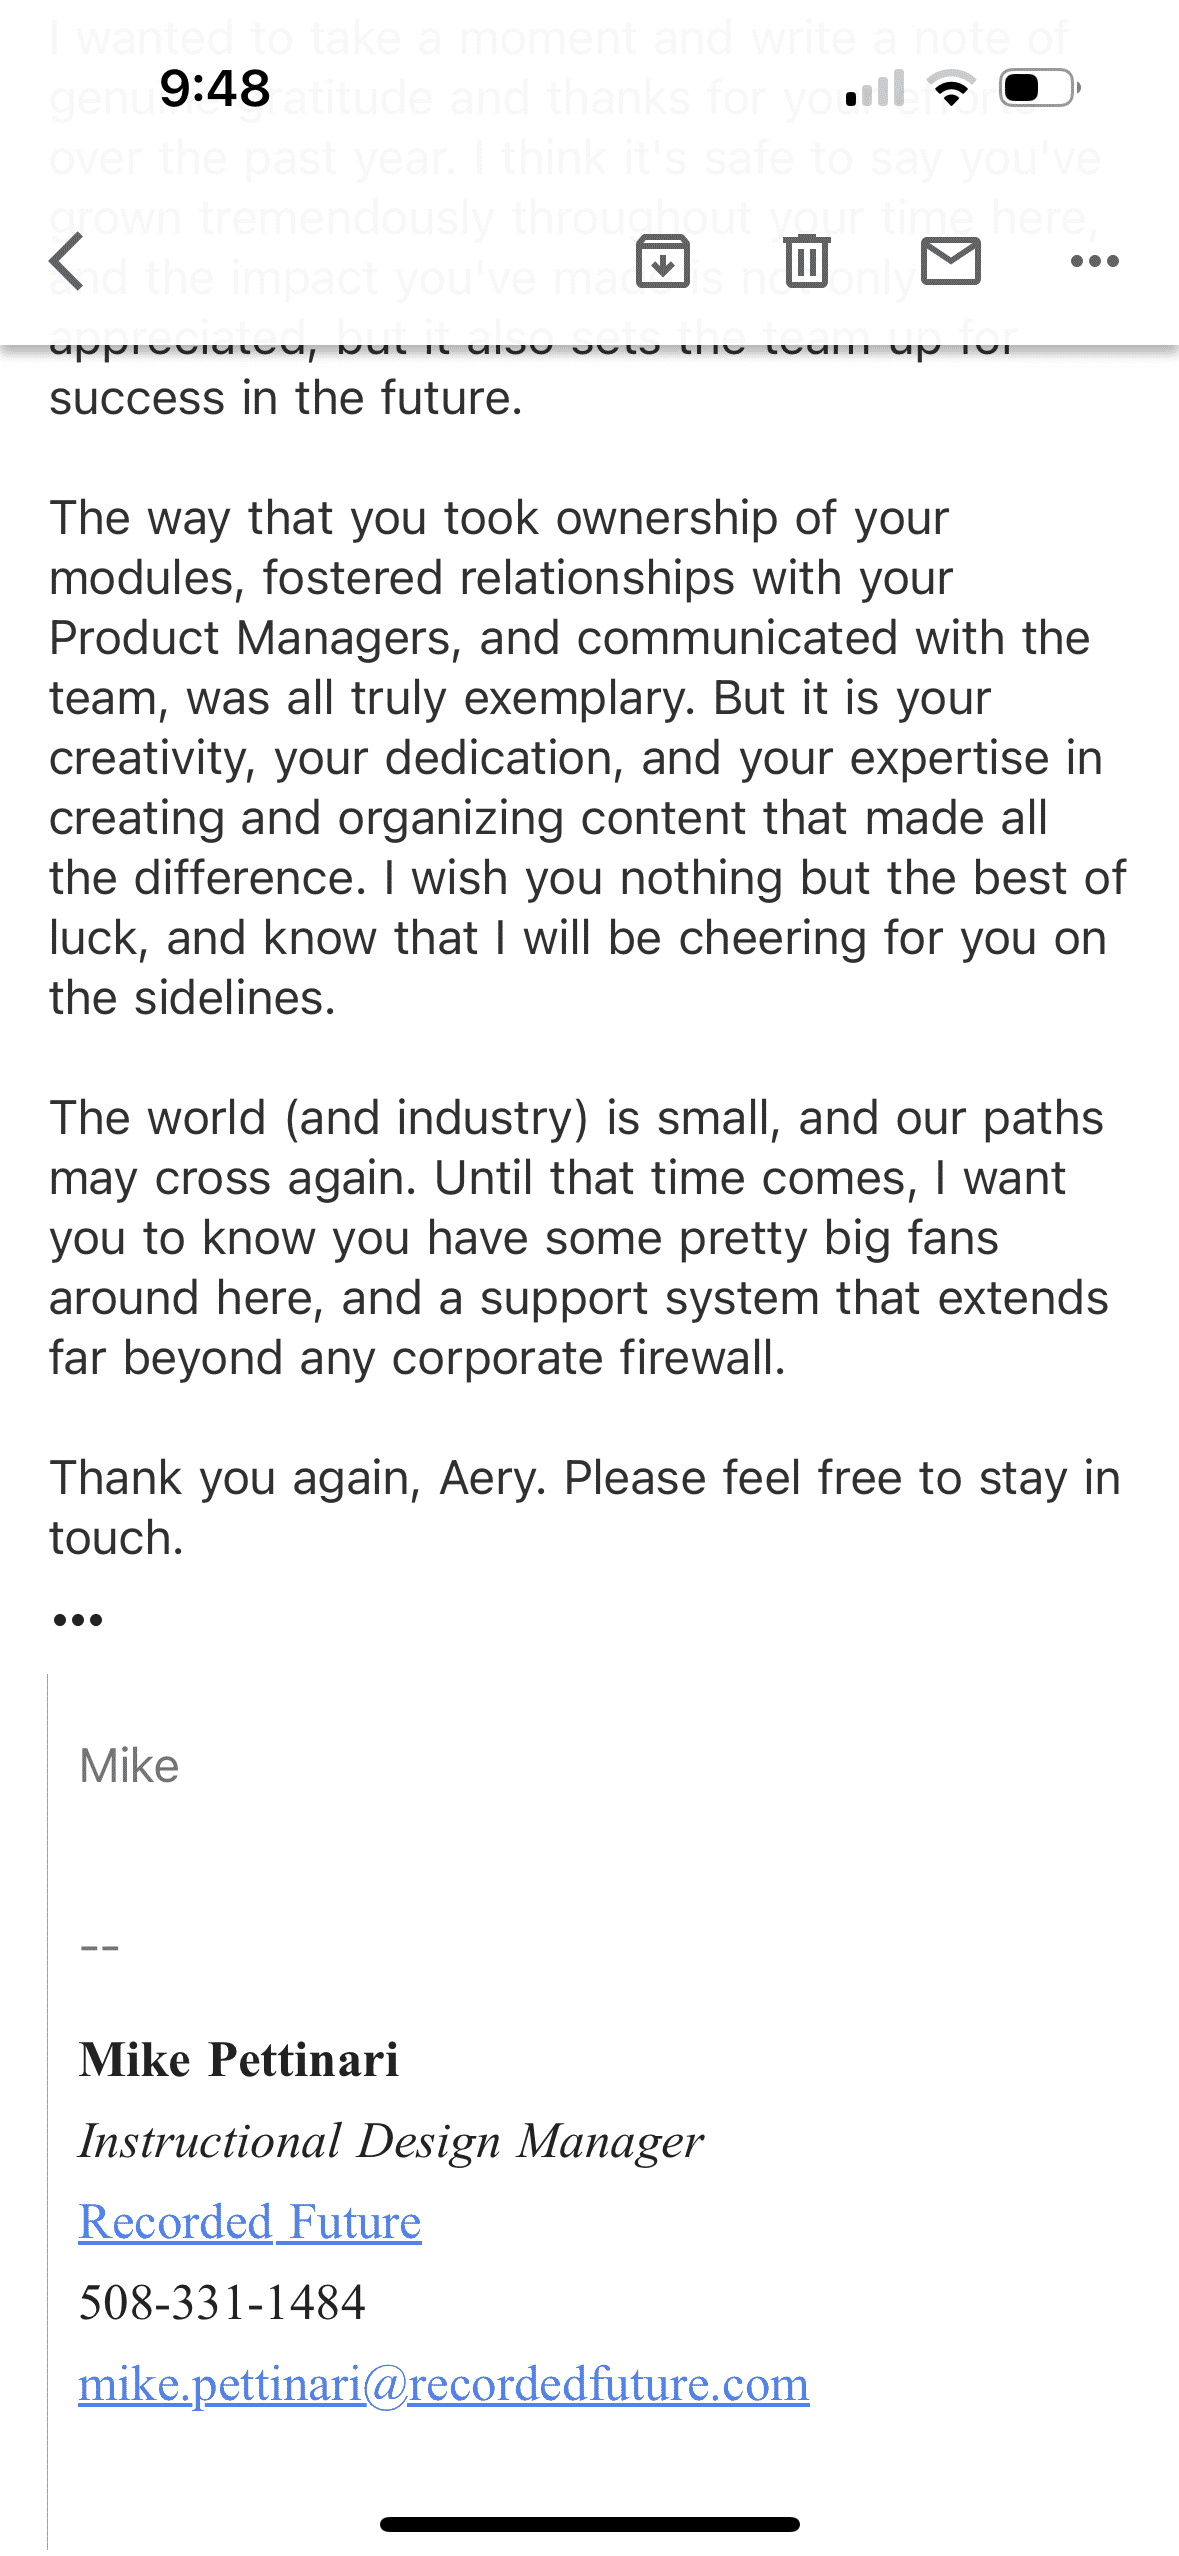 I wanted to take a moment and write a note of
9:48
genuine gratitude and thanks for your efforts
over the past year. I think it's safe to say you've
grown tremendously throughout your time here,
and the impact you've made is not only
appreciated, but it also sets the team up for
success in the future.
The way that you took ownership of your
modules, fostered relationships with your
Product Managers, and communicated with the
team, was all truly exemplary. But it is your
creativity, your dedication, and your expertise in
creating and organizing content that made all
the difference. I wish you nothing but the best of
luck, and know that I will be cheering for you on
the sidelines.
The world (and industry) is small, and our paths
may cross again. Until that time comes, I want
you to know you have some pretty big fans
around here, and a support system that extends
far beyond any corporate firewall.
Thank you again, Aery. Please feel free to stay in
touch.
•••
Mike
--
Mike Pettinari
Instructional Design Manager
Recorded Future
508-331-1484
mike.pettinari@recordedfuture.com